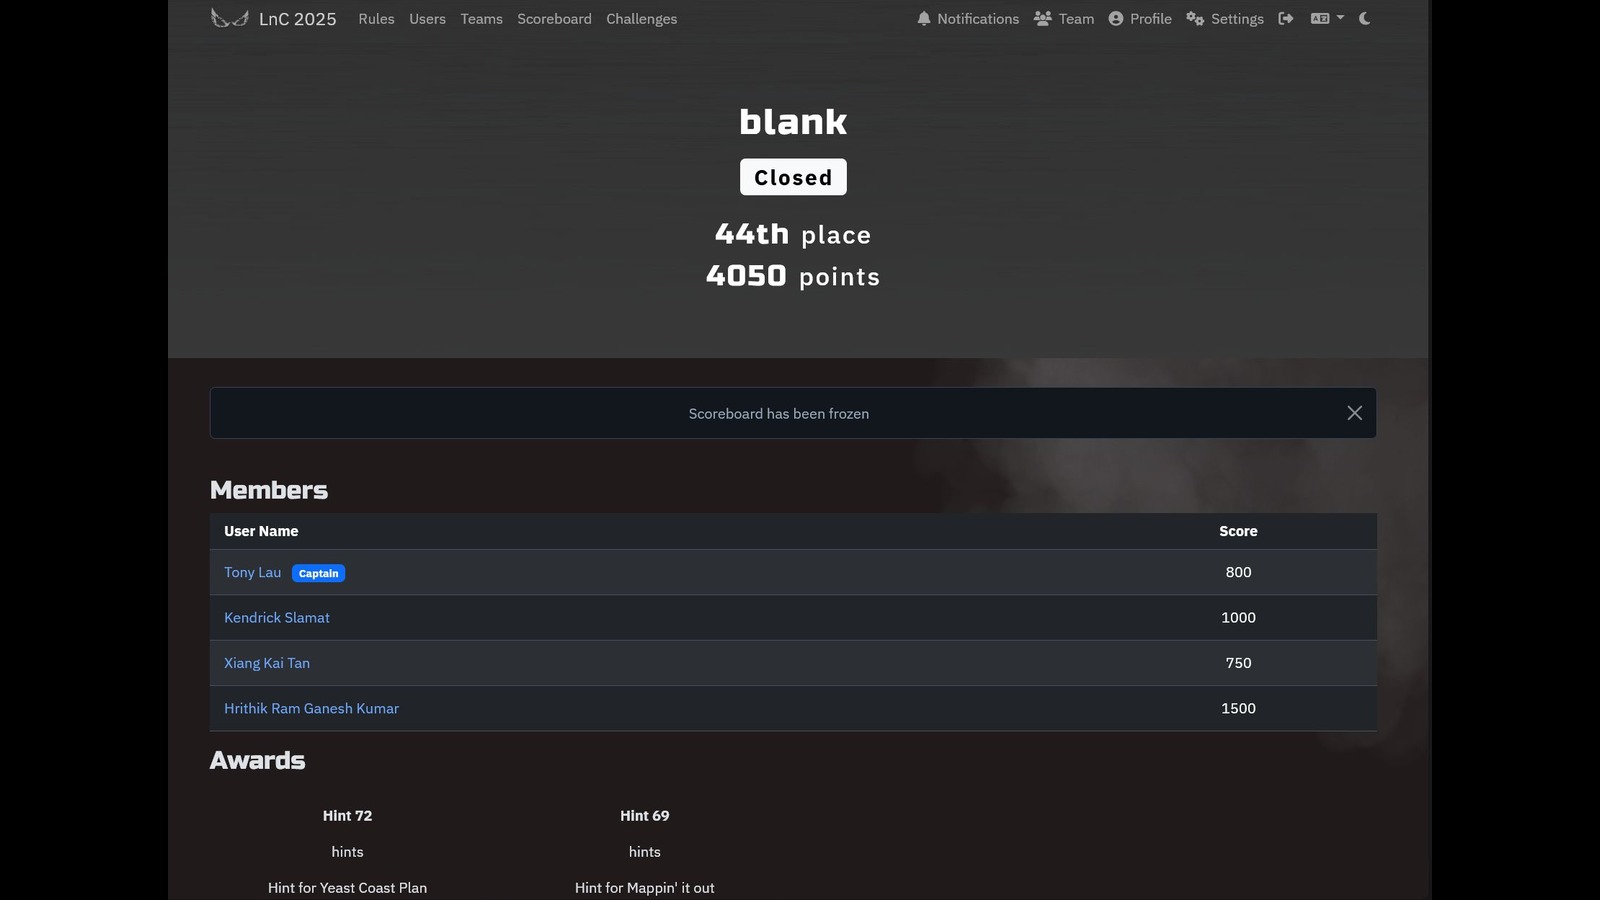 LnC 2025 Rules Users Teams Scoreboard Challenges Notifications Team Profile Settings
blank
Closed
44th place
4050 points
Scoreboard has been frozen
Members
User Name Score
Tony Lau Captain 800
Kendrick Slamat 1000
Xiang Kai Tan 750
Hrithik Ram Ganesh Kumar 1500
Awards
Hint 72 Hint 69
hints hints
Hint for Yeast Coast Plan Hint for Mappin' it out